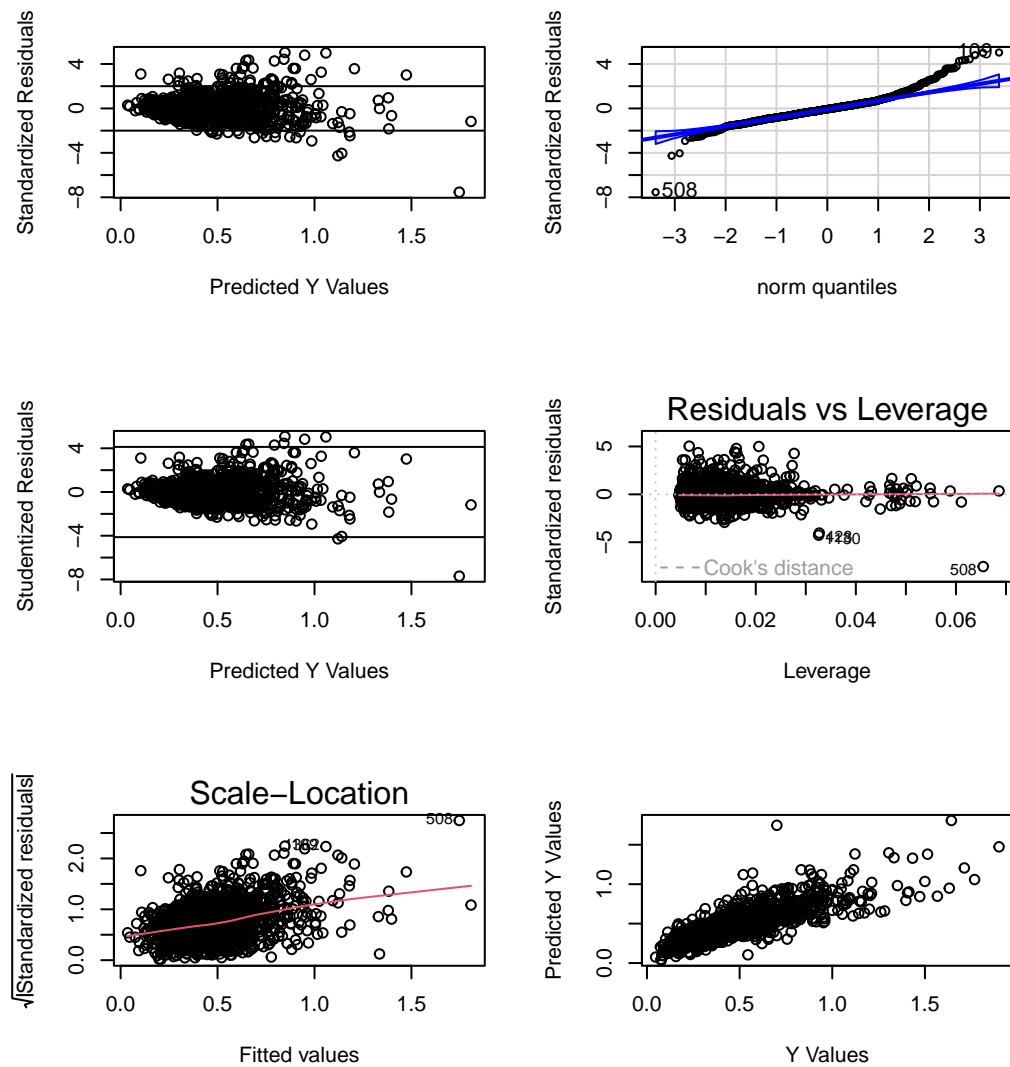 Standardized Residuals
4
0
−4
−8
0.0 0.5 1.0 1.5
Predicted Y Values
Standardized Residuals
4
0
−4
−8
508
−3 −2 −1 0 1 2 3
norm quantiles
Studentized Residuals
4
0
−4
−8
0.0 0.5 1.0 1.5
Predicted Y Values
Residuals vs Leverage
Standardized residuals
5
0
−5
508
Cook's distance
0.00 0.02 0.04 0.06
Leverage
Scale−Location
√|Standardized residuals|
2.0
1.0
0.0
508
0.0 0.5 1.0 1.5
Fitted values
Predicted Y Values
1.0
0.0
0.0 0.5 1.0 1.5
Y Values